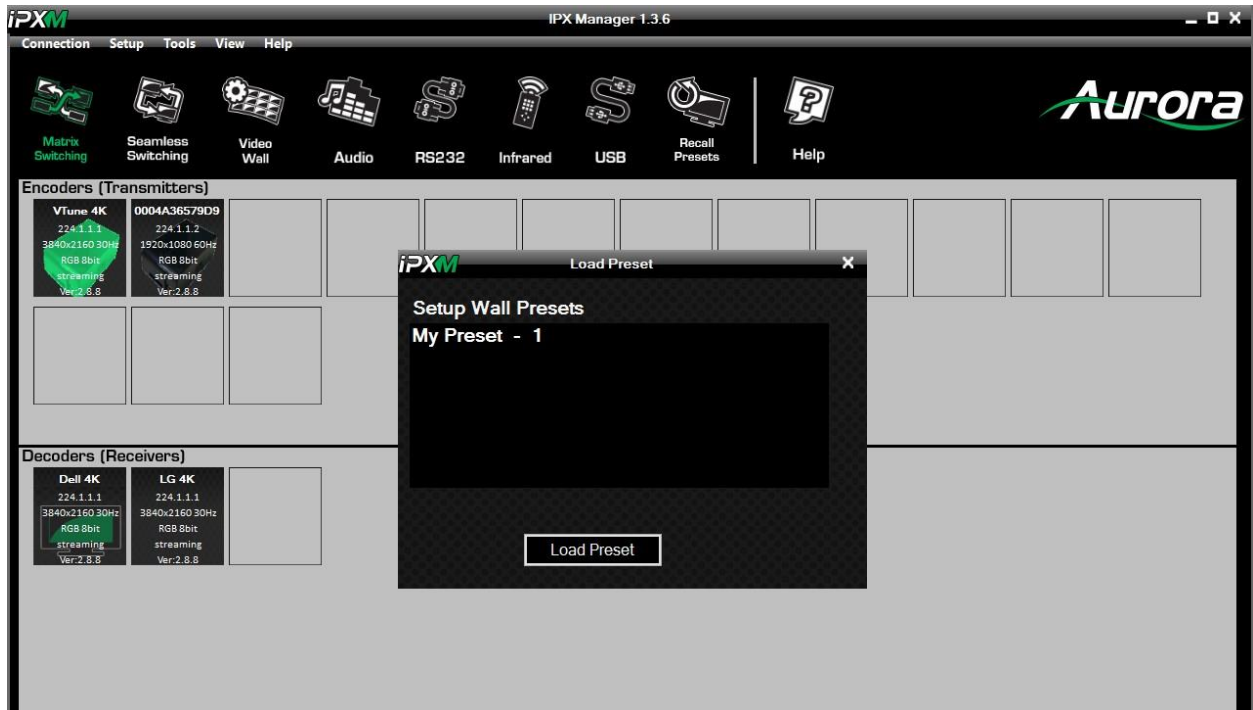 iPXM
IPX Manager 1.3.6
Connection Setup Tools View Help
Matrix
Switching
Seamless
Switching
Video
Wall
Audio
RS232
Infrared
USB
Recall
Presets
Help
Aurora
Encoders (Transmitters)
VTune 4K
224.1.1.1
3840x2160 30Hz
RGB 8bit
streaming
Ver:2.8.8
0004A36579D9
224.1.1.2
1920x1080 60Hz
RGB 8bit
streaming
Ver:2.8.8
iPXM
Load Preset
Setup Wall Presets
My Preset - 1
Load Preset
Decoders (Receivers)
Dell 4K
224.1.1.1
3840x2160 30Hz
RGB 8bit
streaming
Ver:2.8.8
LG 4K
224.1.1.1
3840x2160 30Hz
RGB 8bit
streaming
Ver:2.8.8